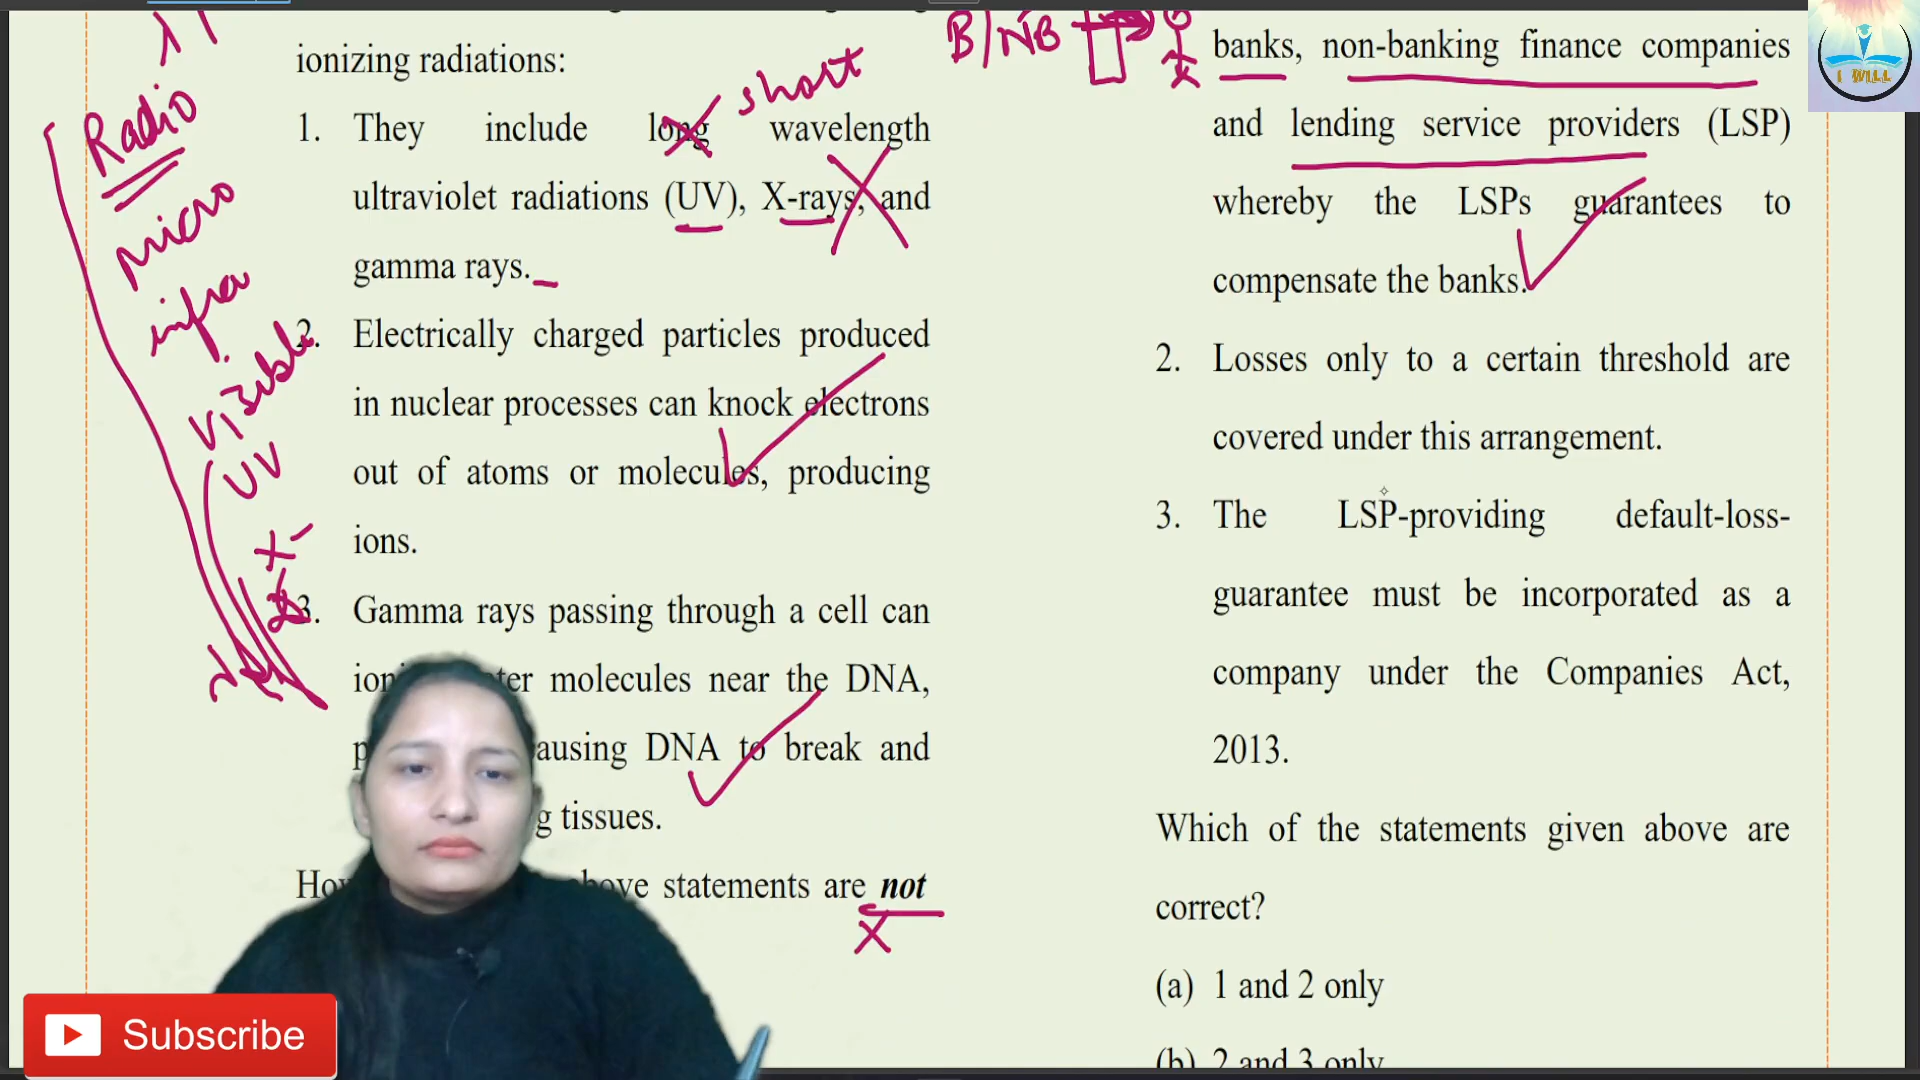 ionizing radiations:
short
1. They include long wavelength
ultraviolet radiations (UV), X-rays, and
gamma rays.
2. Electrically charged particles produced
in nuclear processes can knock electrons
out of atoms or molecules, producing
ions.
3. Gamma rays passing through a cell can
molecules near the DNA,
DNA to break and
tissues.
above statements are not
X
Radio
micro
infra
Visible
UV
X-
B/NB
banks, non-banking finance companies
and lending service providers (LSP)
whereby the LSPs guarantees to
compensate the banks.
2. Losses only to a certain threshold are
covered under this arrangement.
3. The LSP-providing default-loss-
guarantee must be incorporated as a
company under the Companies Act,
2013.
Which of the statements given above are
correct?
(a) 1 and 2 only
(b) 2 and 3 only
I WILL
Subscribe